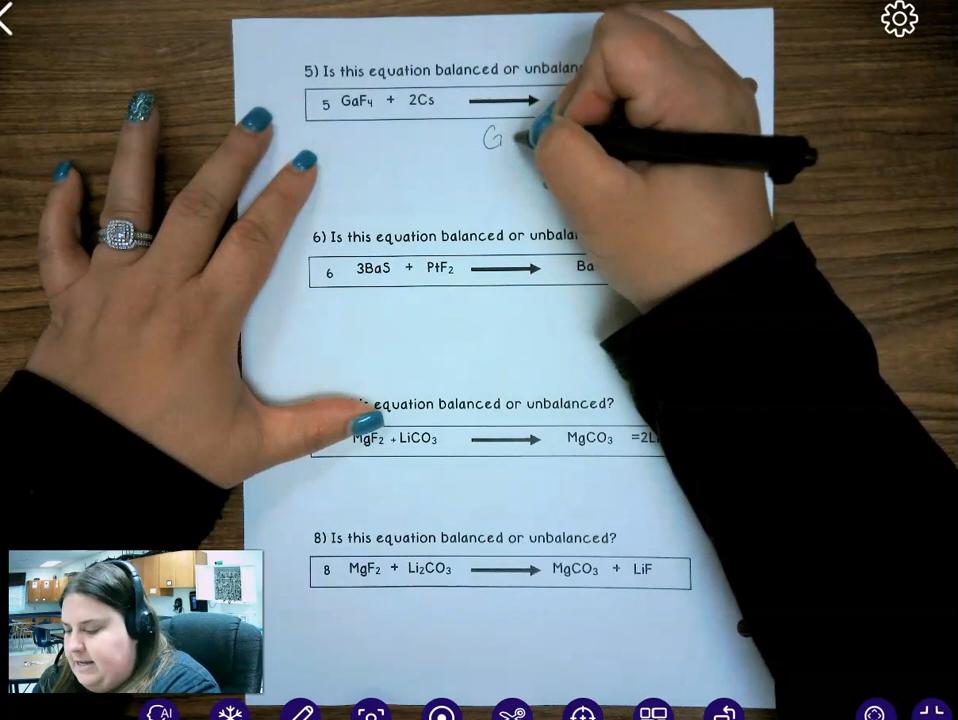 5) Is this equation balanced or unbalan
5 GaF₄ + 2Cs ⟶
G
6) Is this equation balanced or unbala
6 3BaS + PtF₂ ⟶ Ba
equation balanced or unbalanced?
MgF₂ + LiCO₃ ⟶ MgCO₃ =2Li
8) Is this equation balanced or unbalanced?
8 MgF₂ + Li₂CO₃ ⟶ MgCO₃ + LiF
AI